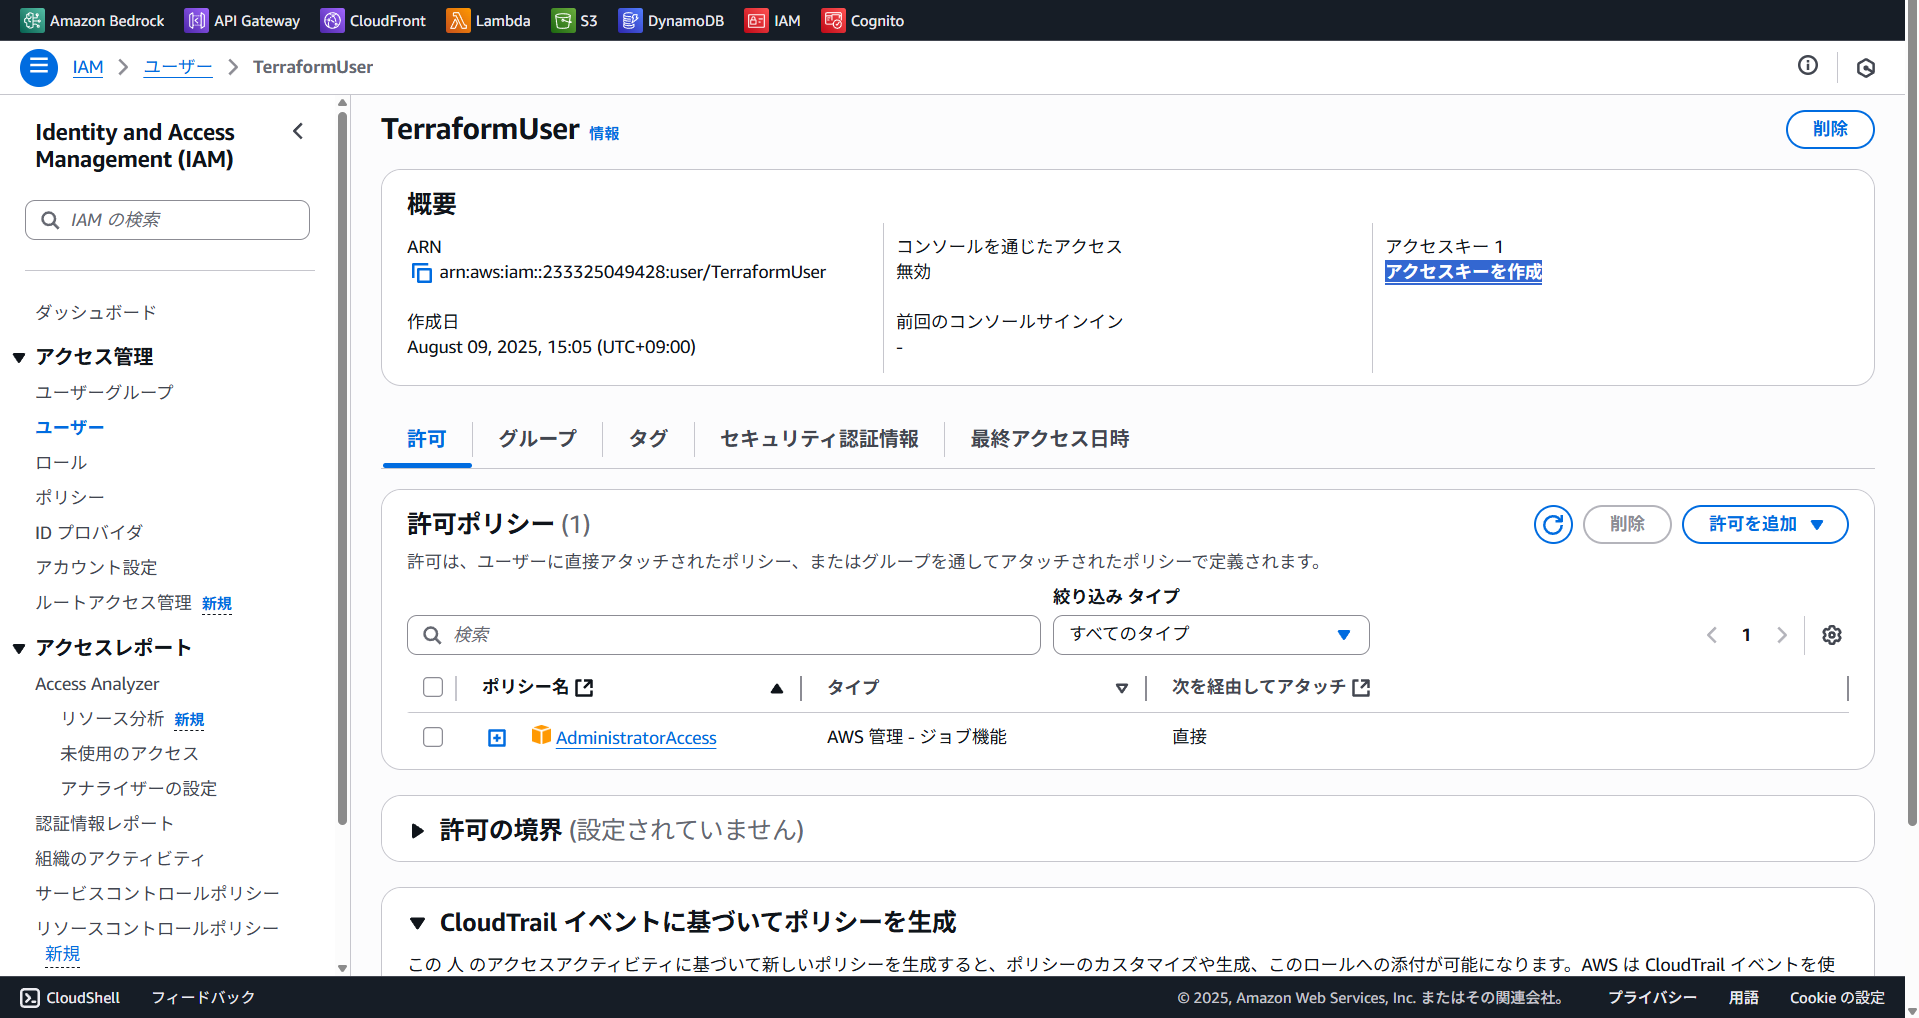 Amazon Bedrock API Gateway CloudFront Lambda S3 DynamoDB IAM Cognito
IAM ユーザー TerraformUser
Identity and Access
Management (IAM)
IAM の検索
ダッシュボード
アクセス管理
ユーザーグループ
ユーザー
ロール
ポリシー
ID プロバイダ
アカウント設定
ルートアクセス管理 新規
アクセスレポート
Access Analyzer
リソース分析 新規
未使用のアクセス
アナライザーの設定
認証情報レポート
組織のアクティビティ
サービスコントロールポリシー
リソースコントロールポリシー
新規
TerraformUser 情報
削除
概要
ARN
arn:aws:iam::233325049428:user/TerraformUser
作成日
August 09, 2025, 15:05 (UTC+09:00)
コンソールを通じたアクセス
無効
前回のコンソールサインイン
-
アクセスキー 1
アクセスキーを作成
許可 グループ タグ セキュリティ認証情報 最終アクセス日時
許可ポリシー (1)
削除 許可を追加
許可は、ユーザーに直接アタッチされたポリシー、またはグループを通してアタッチされたポリシーで定義されます。
絞り込み タイプ
検索 すべてのタイプ 1
ポリシー名 タイプ 次を経由してアタッチ
AdministratorAccess AWS 管理 - ジョブ機能 直接
許可の境界 (設定されていません)
CloudTrail イベントに基づいてポリシーを生成
この 人 のアクセスアクティビティに基づいて新しいポリシーを生成すると、ポリシーのカスタマイズや生成、このロールへの添付が可能になります。AWS は CloudTrail イベントを使
CloudShell フィードバック © 2025, Amazon Web Services, Inc. またはその関連会社。 プライバシー 用語 Cookie の設定